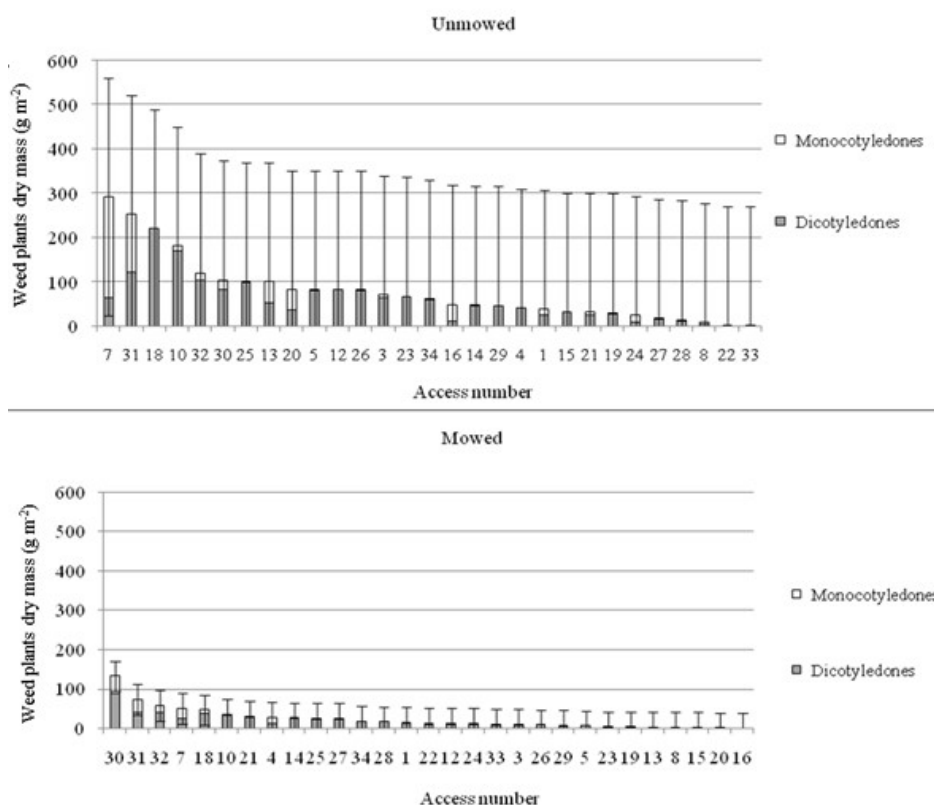 Unmowed
Weed plants dry mass (g m-2)
600
500
400
300
200
100
0
7 31 18 10 32 30 25 13 20 5 12 26 3 23 34 16 14 29 4 1 15 21 19 24 27 28 8 22 33
Access number
Monocotyledones
Dicotyledones
Mowed
Weed plants dry mass (g m-2)
600
500
400
300
200
100
0
30 31 32 7 18 10 21 4 14 25 27 34 28 1 22 12 24 33 3 26 29 5 23 19 13 8 15 20 16
Access number
Monocotyledones
Dicotyledones